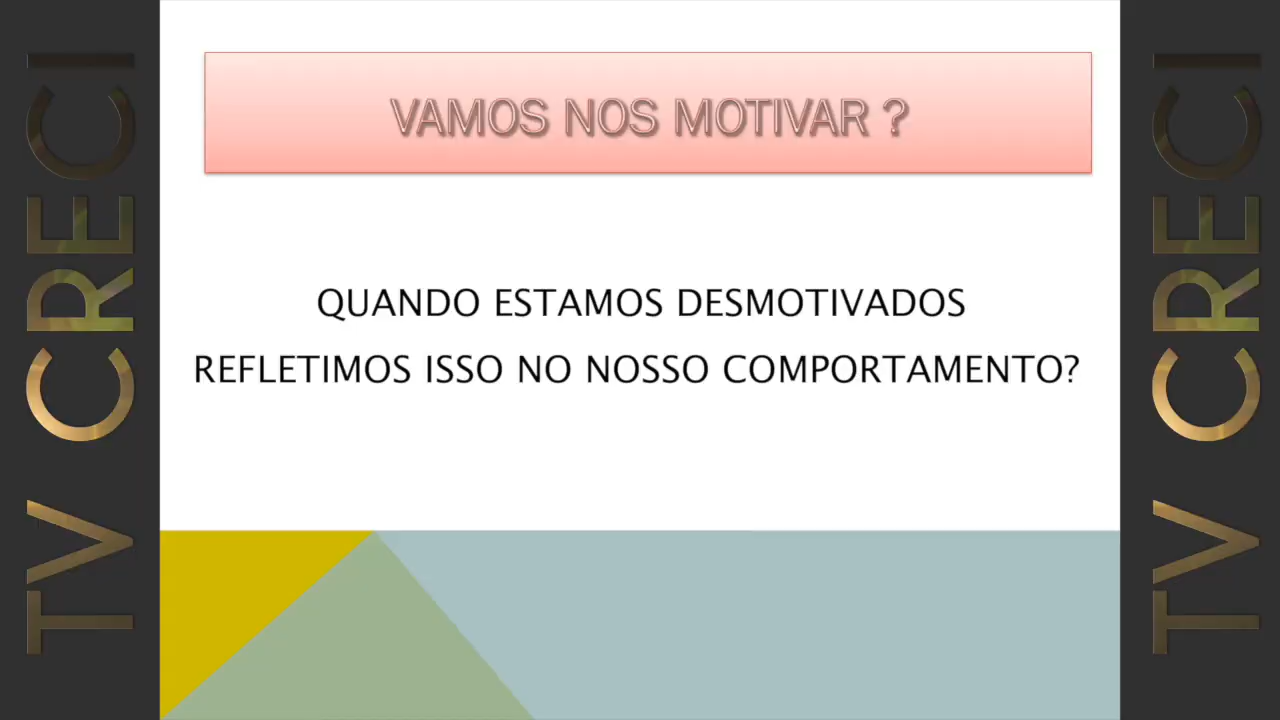 TV CRECI
VAMOS NOS MOTIVAR ?
QUANDO ESTAMOS DESMOTIVADOS
REFLETIMOS ISSO NO NOSSO COMPORTAMENTO?
TV CRECI